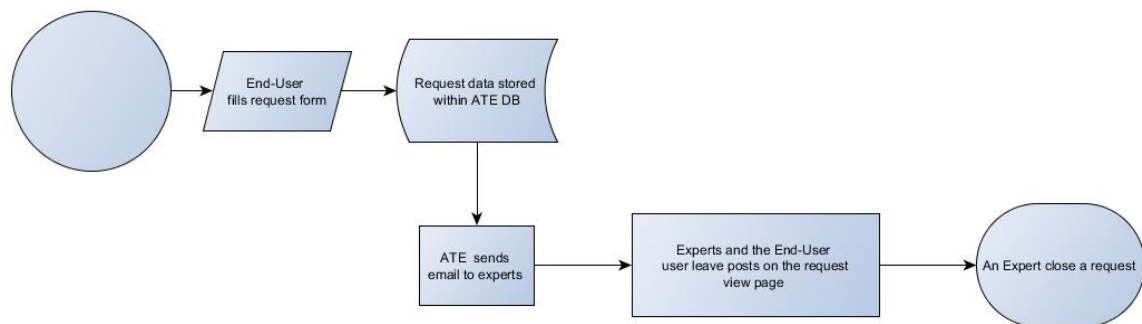 End-User
fills request form
Request data stored
within ATE DB
ATE  sends
email to experts
Experts and the End-User
user leave posts on the request
view page
An Expert close a request